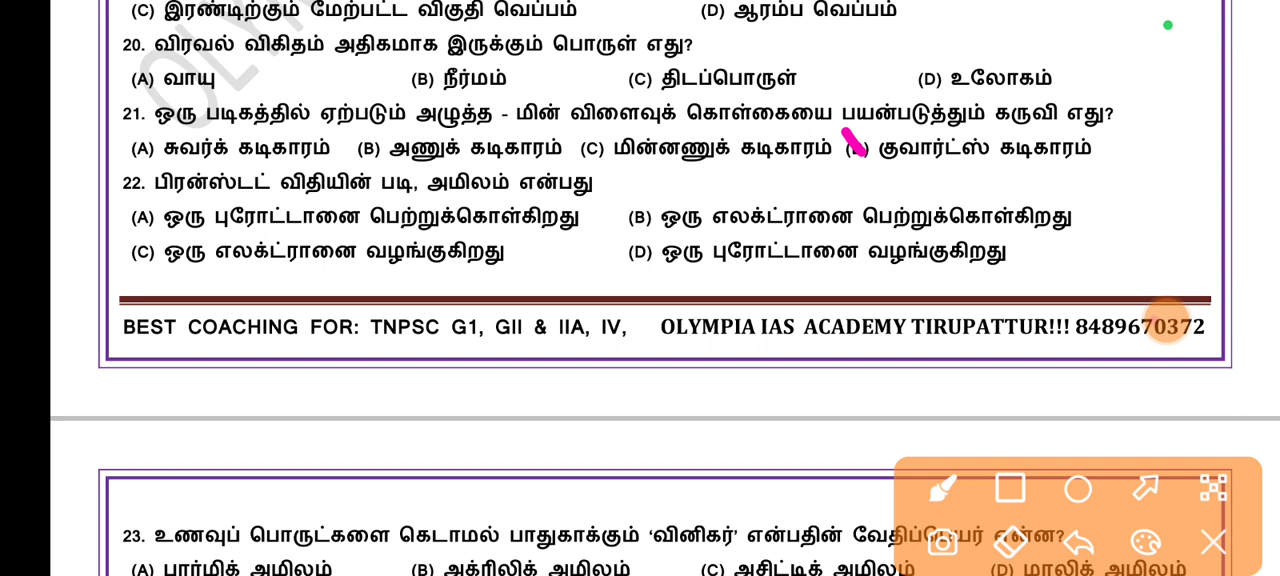 (C) இரண்டிற்கும் மேற்பட்ட விகுதி வெப்பம் (D) ஆரம்ப வெப்பம்
20. விரவல் விகிதம் அதிகமாக இருக்கும் பொருள் எது?
(A) வாயு (B) நீர்மம் (C) திடப்பொருள் (D) உலோகம்
21. ஒரு படிகத்தில் ஏற்படும் அழுத்த - மின் விளைவுக் கொள்கையை பயன்படுத்தும் கருவி எது?
(A) சுவர்க் கடிகாரம் (B) அணுக் கடிகாரம் (C) மின்னணுக் கடிகாரம் குவார்ட்ஸ் கடிகாரம்
22. பிரன்ஸ்டட் விதியின் படி, அமிலம் என்பது
(A) ஒரு புரோட்டானை பெற்றுக்கொள்கிறது (B) ஒரு எலக்ட்ரானை பெற்றுக்கொள்கிறது
(C) ஒரு எலக்ட்ரானை வழங்குகிறது (D) ஒரு புரோட்டானை வழங்குகிறது
BEST COACHING FOR: TNPSC G1, GII & IIA, IV, OLYMPIA IAS ACADEMY TIRUPATTUR!!! 8489670372
23. உணவுப் பொருட்களை கெடாமல் பாதுகாக்கும் ‘வினிகர்’ என்பதின் வேதிப்பெயர் என்ன?
(A) பார்மிக் அமிலம் (B) அக்ரிலிக் அமிலம் (C) அசிட்டிக் அமிலம் (D) மாலிக் அமிலம்